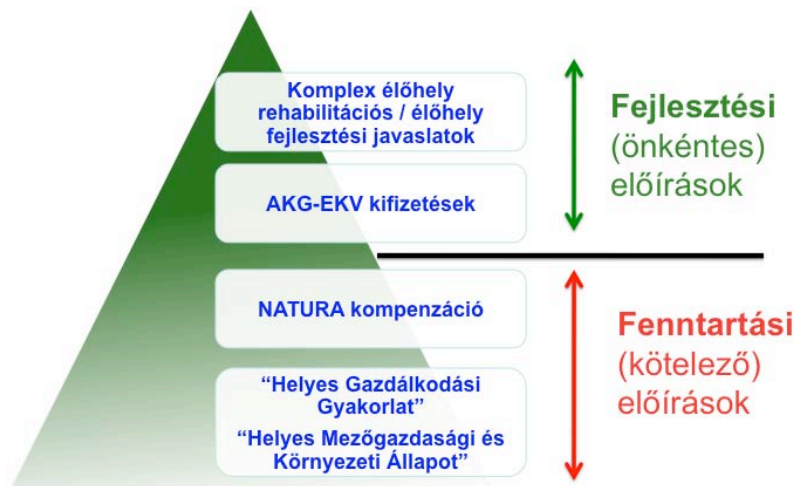 Komplex élőhely
rehabilitációs / élőhely
fejlesztési javaslatok
AKG-EKV kifizetések
NATURA kompenzáció
“Helyes Gazdálkodási
Gyakorlat”
“Helyes Mezőgazdasági és
Környezeti Állapot”
Fejlesztési
(önkéntes)
előírások
Fenntartási
(kötelező)
előírások